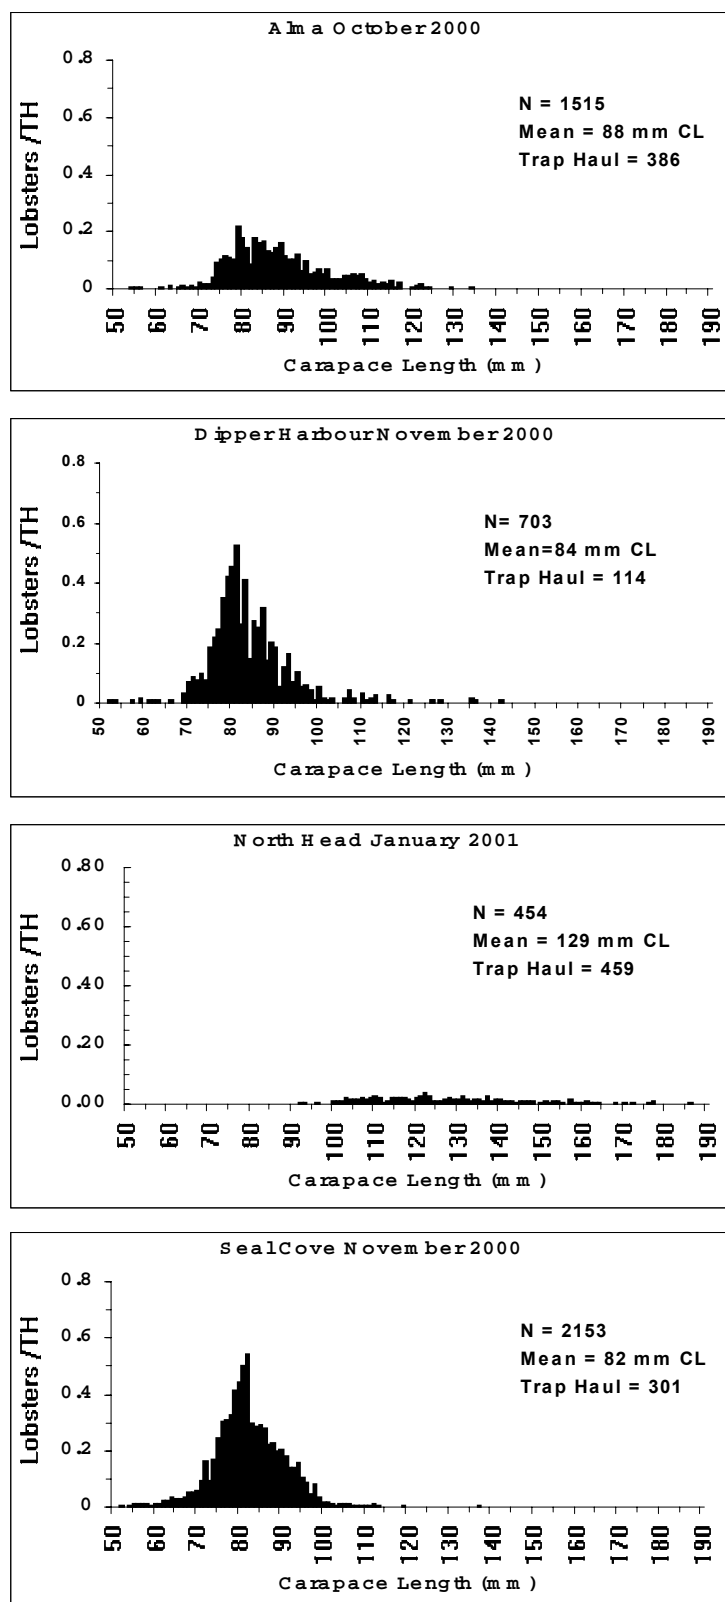 Alma October 2000
0.8
0.6
0.4
0.2
0
Lobsters /TH
N = 1515
Mean = 88 mm CL
Trap Haul = 386
50 60 70 80 90 100 110 120 130 140 150 160 170 180 190
Carapace Length (mm)
Dipper Harbour November 2000
0.8
0.6
0.4
0.2
0
Lobsters /TH
N= 703
Mean=84 mm CL
Trap Haul = 114
50 60 70 80 90 100 110 120 130 140 150 160 170 180 190
Carapace Length (mm)
North Head January 2001
0.80
0.60
0.40
0.20
0.00
Lobsters /TH
N = 454
Mean = 129 mm CL
Trap Haul = 459
50 60 70 80 90 100 110 120 130 140 150 160 170 180 190
Carapace Length (mm)
Seal Cove November 2000
0.8
0.6
0.4
0.2
0
Lobsters /TH
N = 2153
Mean = 82 mm CL
Trap Haul = 301
50 60 70 80 90 100 110 120 130 140 150 160 170 180 190
Carapace Length (mm)